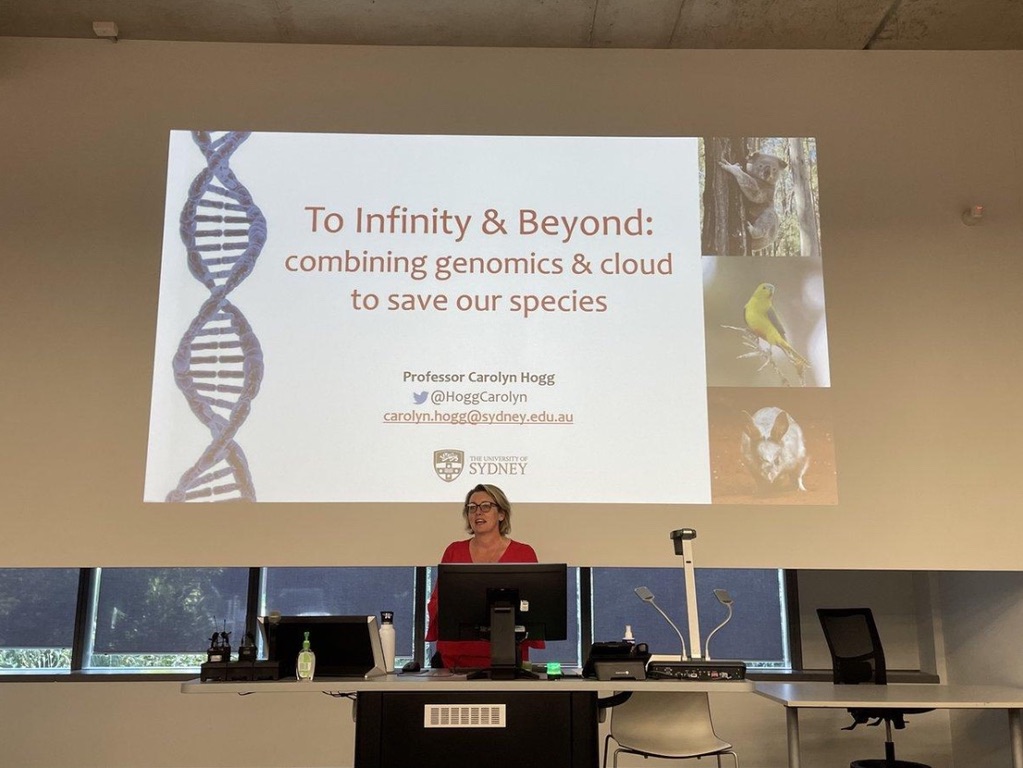 To Infinity & Beyond:
combining genomics & cloud
to save our species
Professor Carolyn Hogg
@HoggCarolyn
carolyn.hogg@sydney.edu.au
THE UNIVERSITY OF
SYDNEY